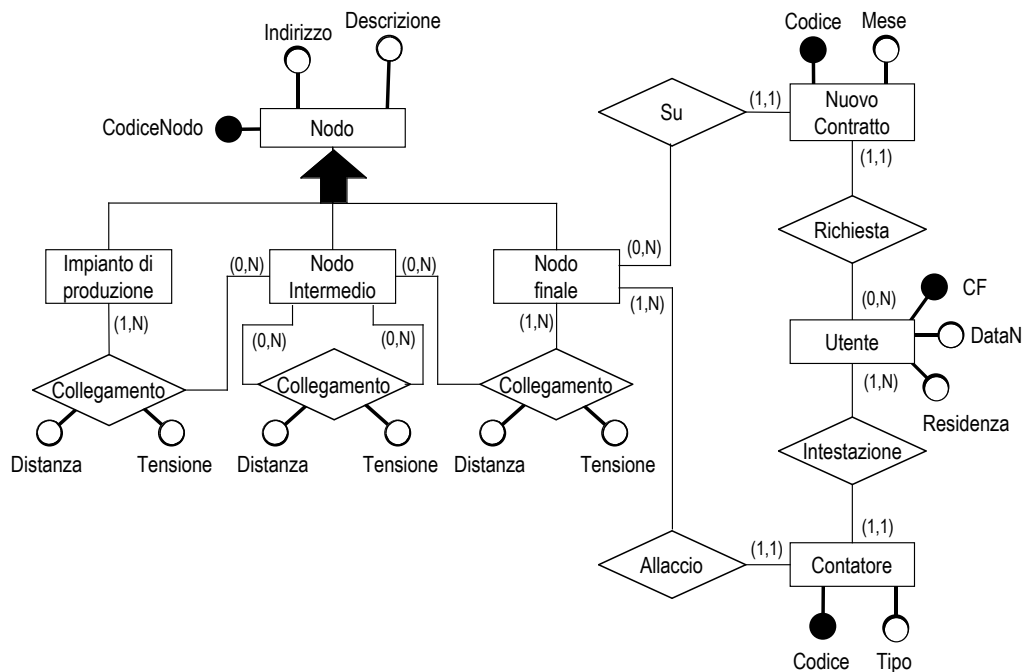 Descrizione
Indirizzo
Codice
Mese
CodiceNodo
Nodo
Su
(1,1)
Nuovo
Contratto
(1,1)
Richiesta
Impianto di
produzione
(0,N)
Nodo
Intermedio
(0,N)
Nodo
finale
(0,N)
(1,N)
(1,N)
(0,N)
(0,N)
(1,N)
(0,N)
CF
Utente
DataN
(1,N)
Residenza
Collegamento
Collegamento
Collegamento
Distanza
Tensione
Distanza
Tensione
Distanza
Tensione
Intestazione
(1,1)
Allaccio
(1,1)
Contatore
Codice
Tipo